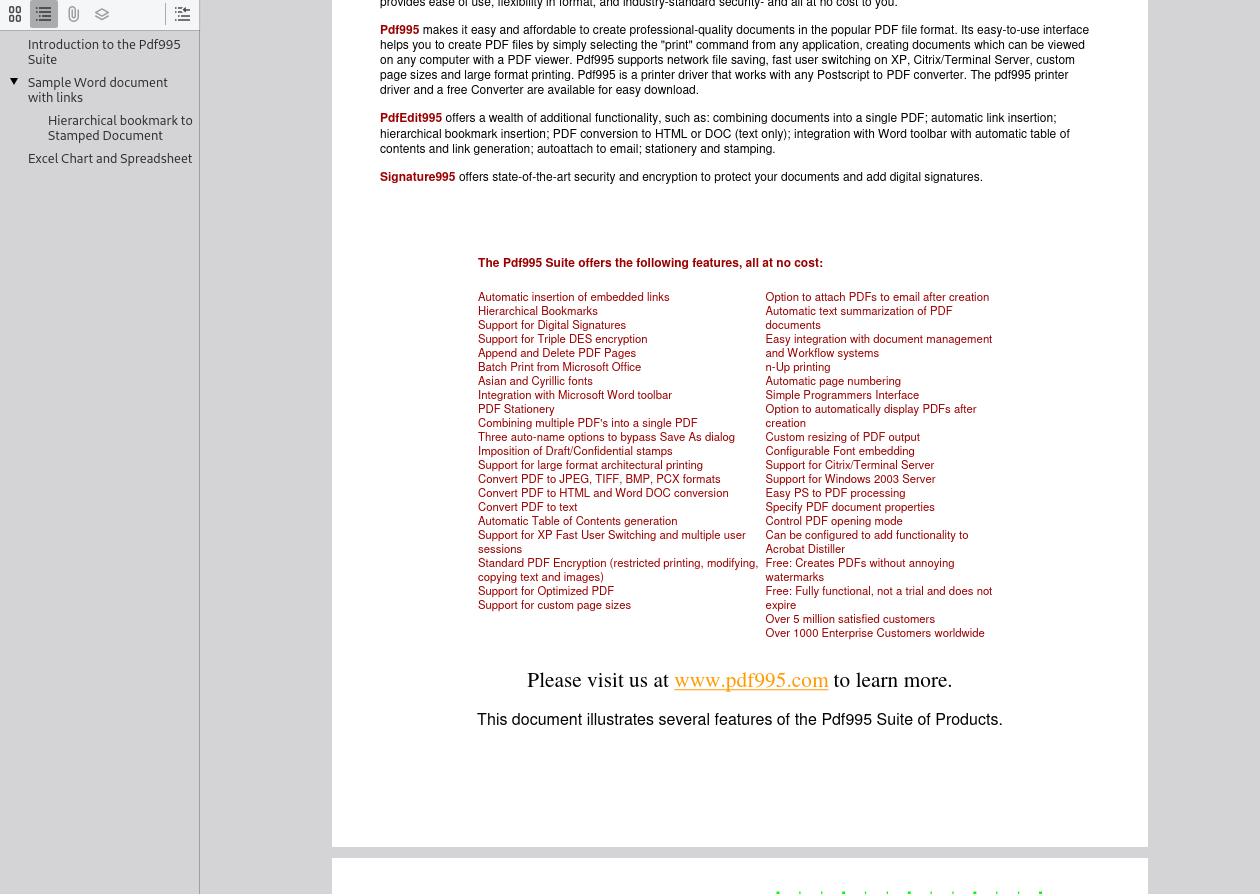 Introduction to the Pdf995
Suite
Sample Word document
with links
Hierarchical bookmark to
Stamped Document
Excel Chart and Spreadsheet
provides ease of use, flexibility in format, and industry-standard security- and all at no cost to you.
Pdf995 makes it easy and affordable to create professional-quality documents in the popular PDF file format. Its easy-to-use interface
helps you to create PDF files by simply selecting the "print" command from any application, creating documents which can be viewed
on any computer with a PDF viewer. Pdf995 supports network file saving, fast user switching on XP, Citrix/Terminal Server, custom
page sizes and large format printing. Pdf995 is a printer driver that works with any Postscript to PDF converter. The pdf995 printer
driver and a free Converter are available for easy download.
PdfEdit995 offers a wealth of additional functionality, such as: combining documents into a single PDF; automatic link insertion;
hierarchical bookmark insertion; PDF conversion to HTML or DOC (text only); integration with Word toolbar with automatic table of
contents and link generation; autoattach to email; stationery and stamping.
Signature995 offers state-of-the-art security and encryption to protect your documents and add digital signatures.
The Pdf995 Suite offers the following features, all at no cost:
Automatic insertion of embedded links
Hierarchical Bookmarks
Support for Digital Signatures
Support for Triple DES encryption
Append and Delete PDF Pages
Batch Print from Microsoft Office
Asian and Cyrillic fonts
Integration with Microsoft Word toolbar
PDF Stationery
Combining multiple PDF's into a single PDF
Three auto-name options to bypass Save As dialog
Imposition of Draft/Confidential stamps
Support for large format architectural printing
Convert PDF to JPEG, TIFF, BMP, PCX formats
Convert PDF to HTML and Word DOC conversion
Convert PDF to text
Automatic Table of Contents generation
Support for XP Fast User Switching and multiple user
sessions
Standard PDF Encryption (restricted printing, modifying,
copying text and images)
Support for Optimized PDF
Support for custom page sizes
Option to attach PDFs to email after creation
Automatic text summarization of PDF
documents
Easy integration with document management
and Workflow systems
n-Up printing
Automatic page numbering
Simple Programmers Interface
Option to automatically display PDFs after
creation
Custom resizing of PDF output
Configurable Font embedding
Support for Citrix/Terminal Server
Support for Windows 2003 Server
Easy PS to PDF processing
Specify PDF document properties
Control PDF opening mode
Can be configured to add functionality to
Acrobat Distiller
Free: Creates PDFs without annoying
watermarks
Free: Fully functional, not a trial and does not
expire
Over 5 million satisfied customers
Over 1000 Enterprise Customers worldwide
Please visit us at www.pdf995.com to learn more.
This document illustrates several features of the Pdf995 Suite of Products.